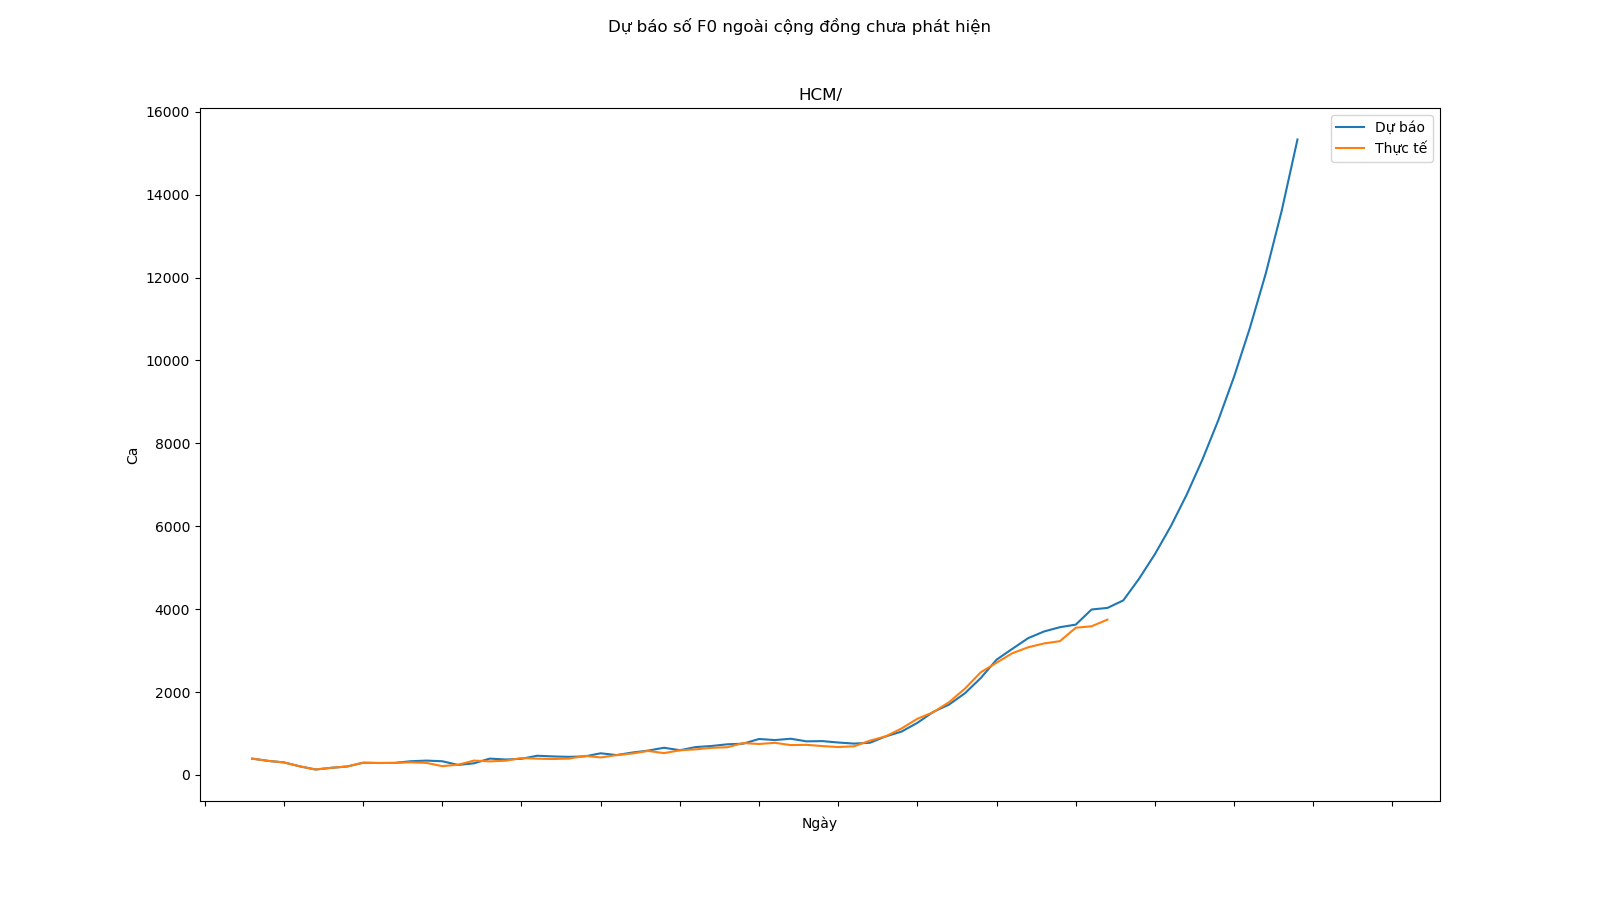 Dự báo số F0 ngoài cộng đồng chưa phát hiện
HCM/
16000
14000
12000
10000
8000
6000
4000
2000
0
Ca
Ngày
Dự báo
Thực tế